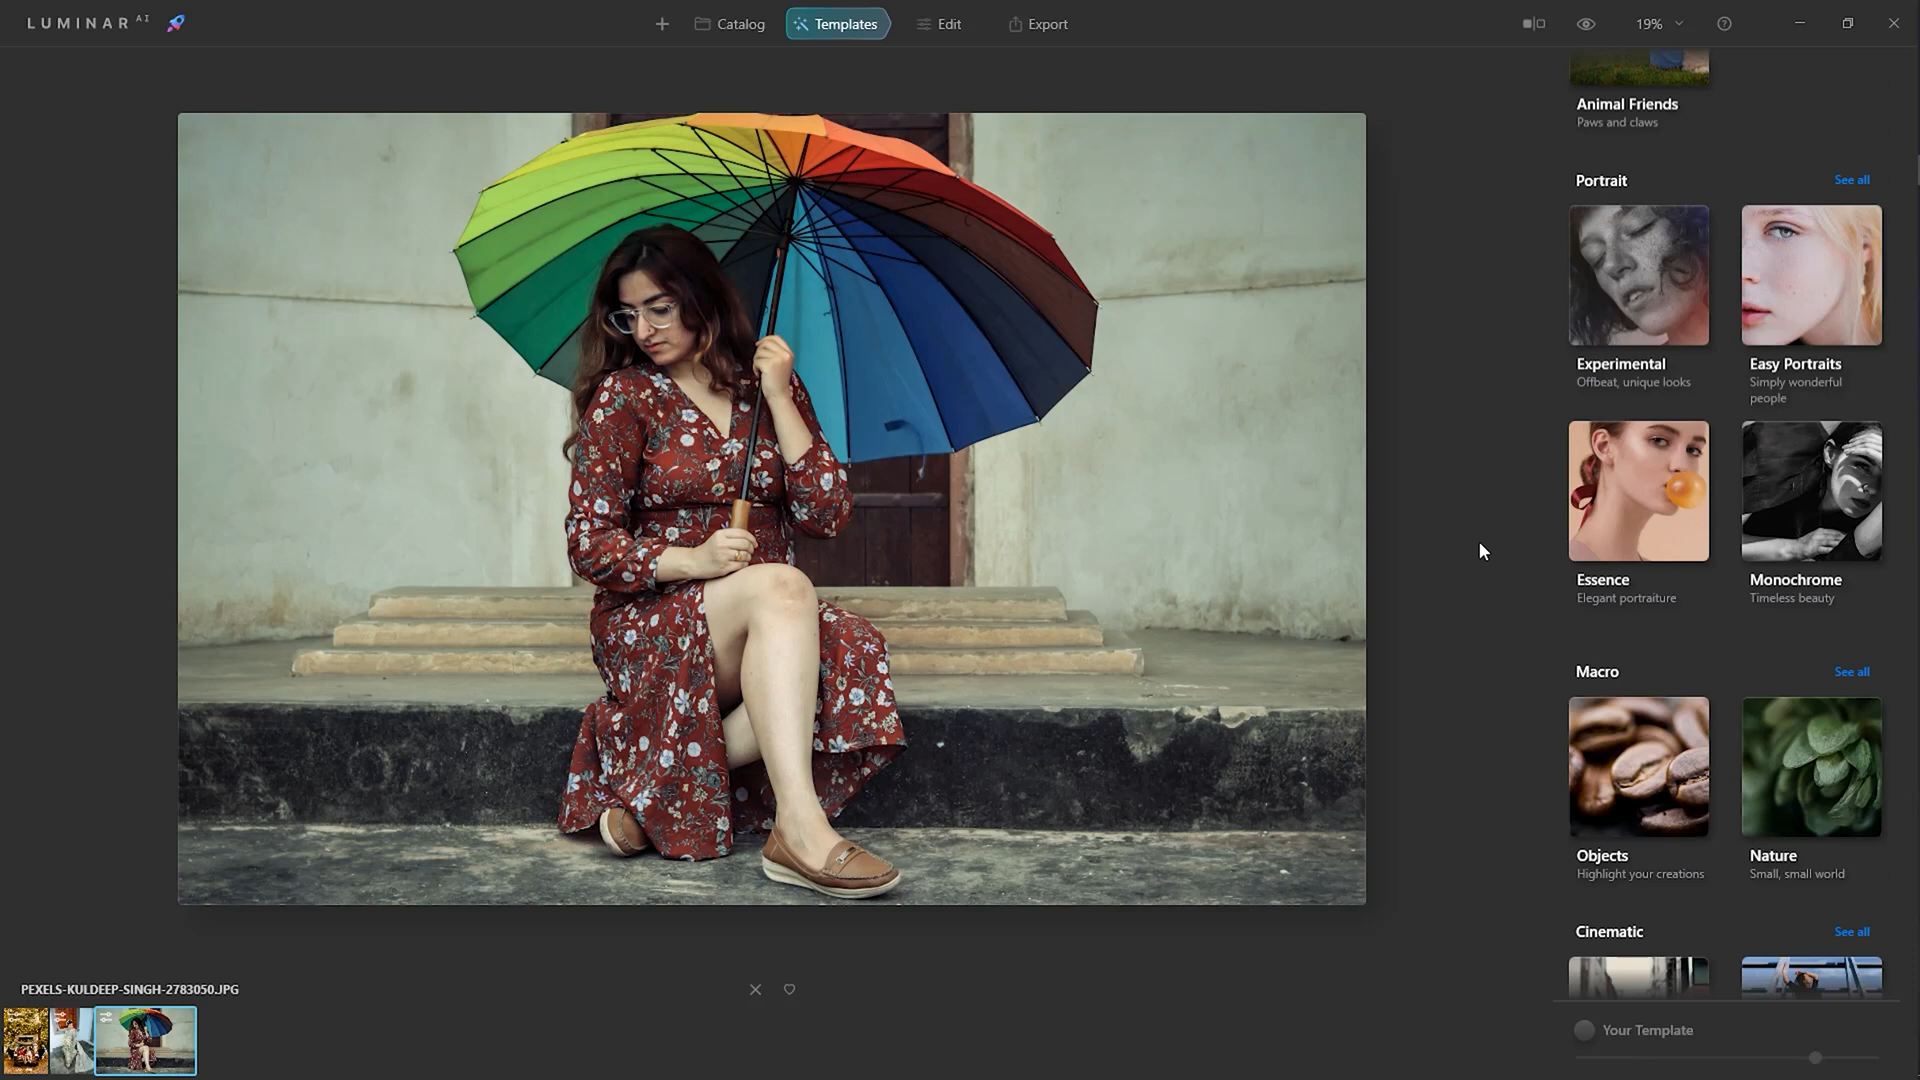 LUMINAR AI
Catalog
Templates
Edit
Export
19%
Animal Friends
Paws and claws
Portrait
See all
Experimental
Offbeat, unique looks
Easy Portraits
Simply wonderful
people
Essence
Elegant portraiture
Monochrome
Timeless beauty
Macro
See all
Objects
Highlight your creations
Nature
Small, small world
Cinematic
See all
PEXELS-KULDEEP-SINGH-2783050.JPG
Your Template